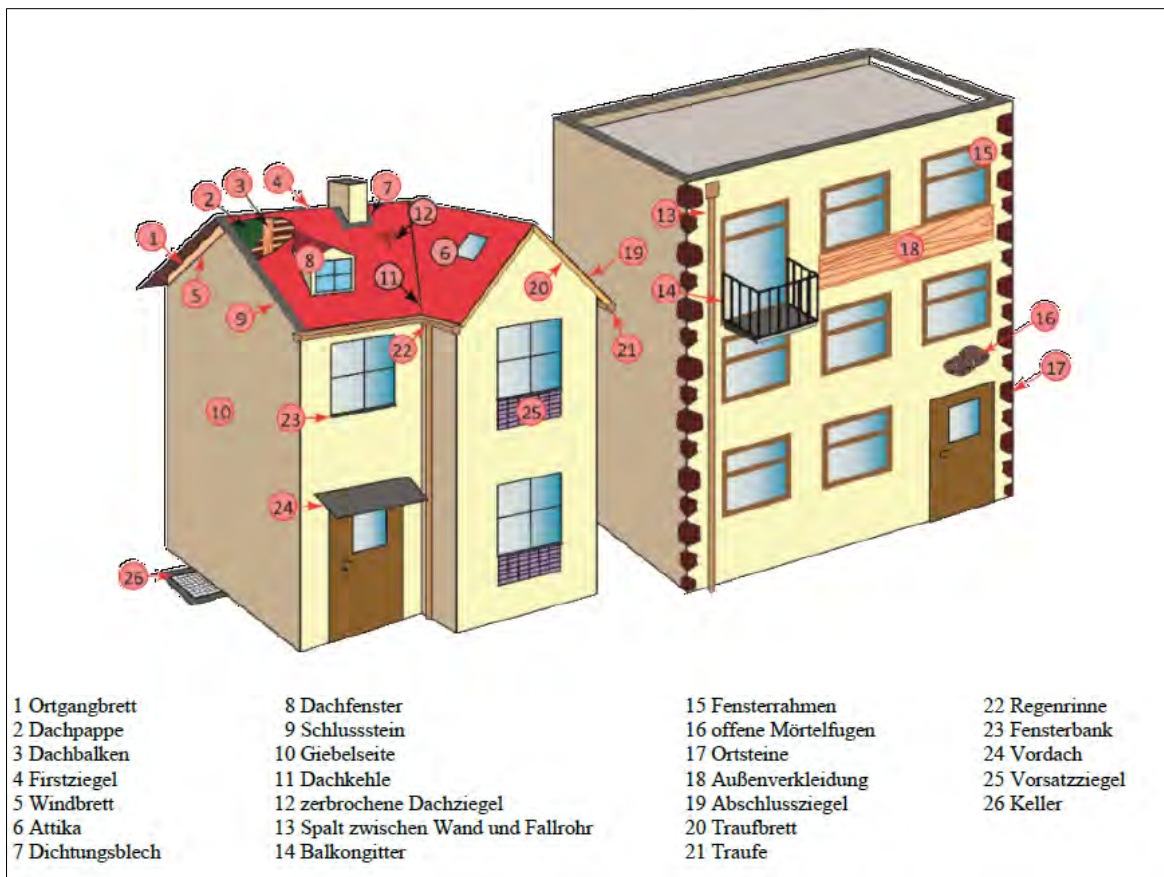 1
2
3
4
5
6
7
8
9
10
11
12
13
14
15
16
17
18
19
20
21
22
23
24
25
26
1 Ortgangbrett
2 Dachpappe
3 Dachbalken
4 Firstziegel
5 Windbrett
6 Attika
7 Dichtungsblech
8 Dachfenster
9 Schlussstein
10 Giebelseite
11 Dachkehle
12 zerbrochene Dachziegel
13 Spalt zwischen Wand und Fallrohr
14 Balkongitter
15 Fensterrahmen
16 offene Mörtelfugen
17 Ortsteine
18 Außenverkleidung
19 Abschlussziegel
20 Traufbrett
21 Traufe
22 Regenrinne
23 Fensterbank
24 Vordach
25 Vorsatzziegel
26 Keller